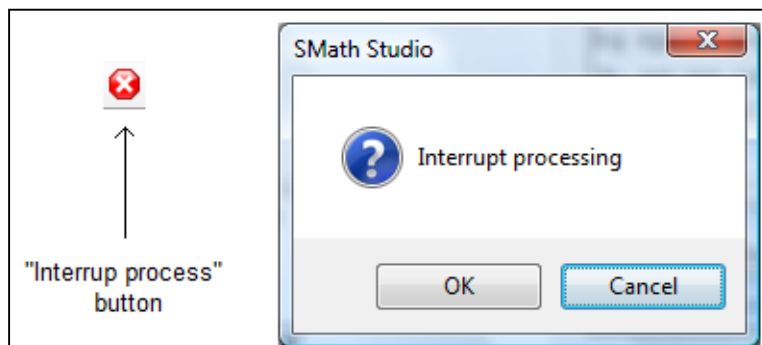 SMath Studio
Interrupt processing
"Interrup process"
button
OK
Cancel